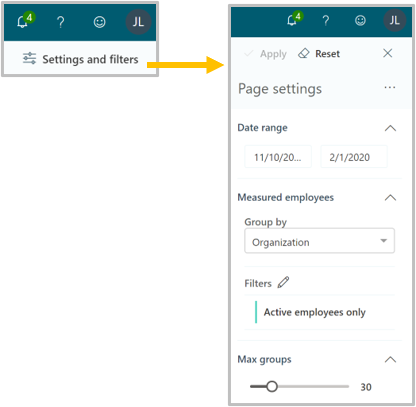 4 ? JL
Settings and filters
4 ? JL
Apply Reset
Page settings ...
Date range
11/10/20... 2/1/2020
Measured employees
Group by
Organization
Filters
Active employees only
Max groups
30